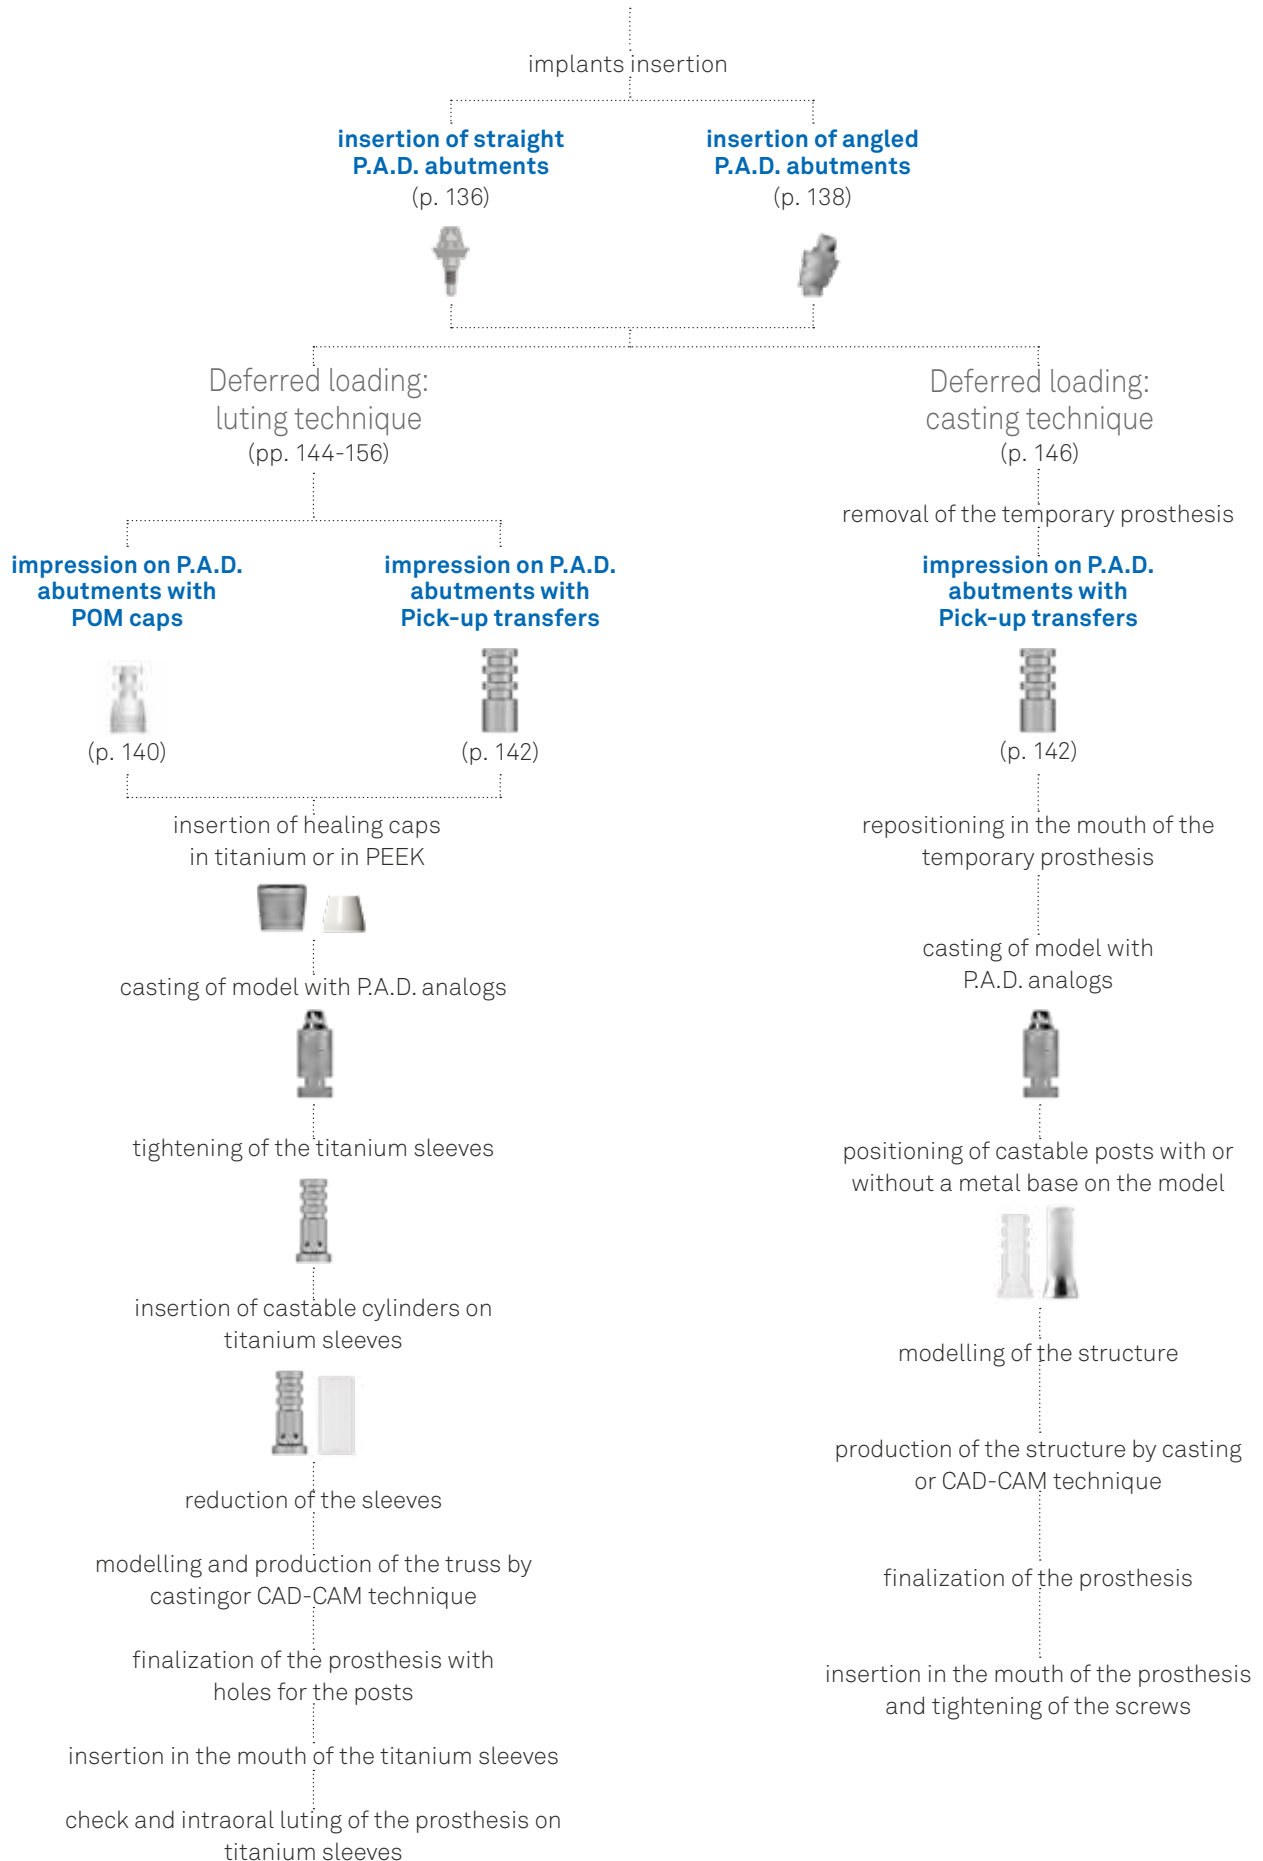 implants insertion
insertion of straight
P.A.D. abutments
(p. 136)
insertion of angled
P.A.D. abutments
(p. 138)
Deferred loading:
luting technique
(pp. 144-156)
impression on P.A.D.
abutments with
POM caps
(p. 140)
impression on P.A.D.
abutments with
Pick-up transfers
(p. 142)
insertion of healing caps
in titanium or in PEEK
casting of model with P.A.D. analogs
tightening of the titanium sleeves
insertion of castable cylinders on
titanium sleeves
reduction of the sleeves
modelling and production of the truss by
castingor CAD-CAM technique
finalization of the prosthesis with
holes for the posts
insertion in the mouth of the titanium sleeves
check and intraoral luting of the prosthesis on
titanium sleeves
Deferred loading:
casting technique
(p. 146)
removal of the temporary prosthesis
impression on P.A.D.
abutments with
Pick-up transfers
(p. 142)
repositioning in the mouth of the
temporary prosthesis
casting of model with
P.A.D. analogs
positioning of castable posts with or
without a metal base on the model
modelling of the structure
production of the structure by casting
or CAD-CAM technique
finalization of the prosthesis
insertion in the mouth of the prosthesis
and tightening of the screws